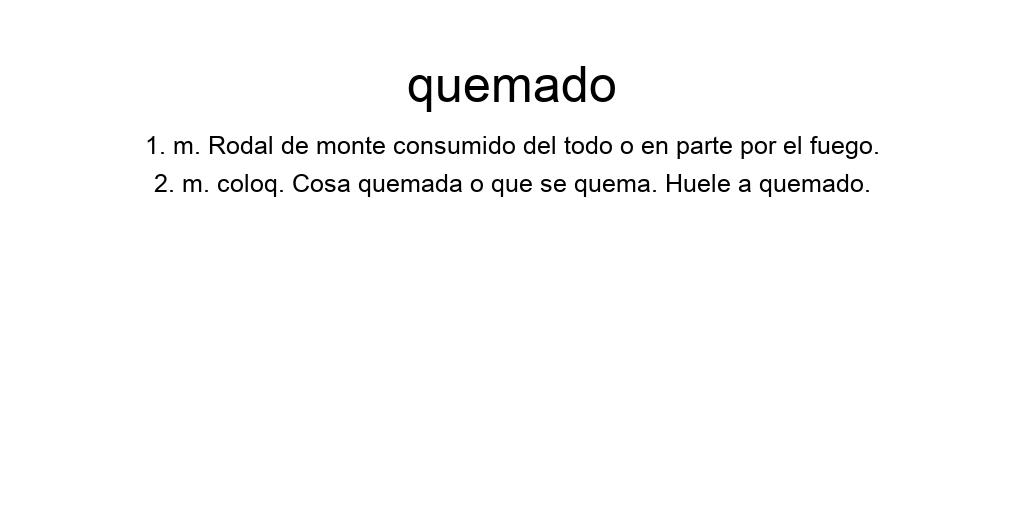 quemado
1. m. Rodal de monte consumido del todo o en parte por el fuego.
2. m. coloq. Cosa quemada o que se quema. Huele a quemado.